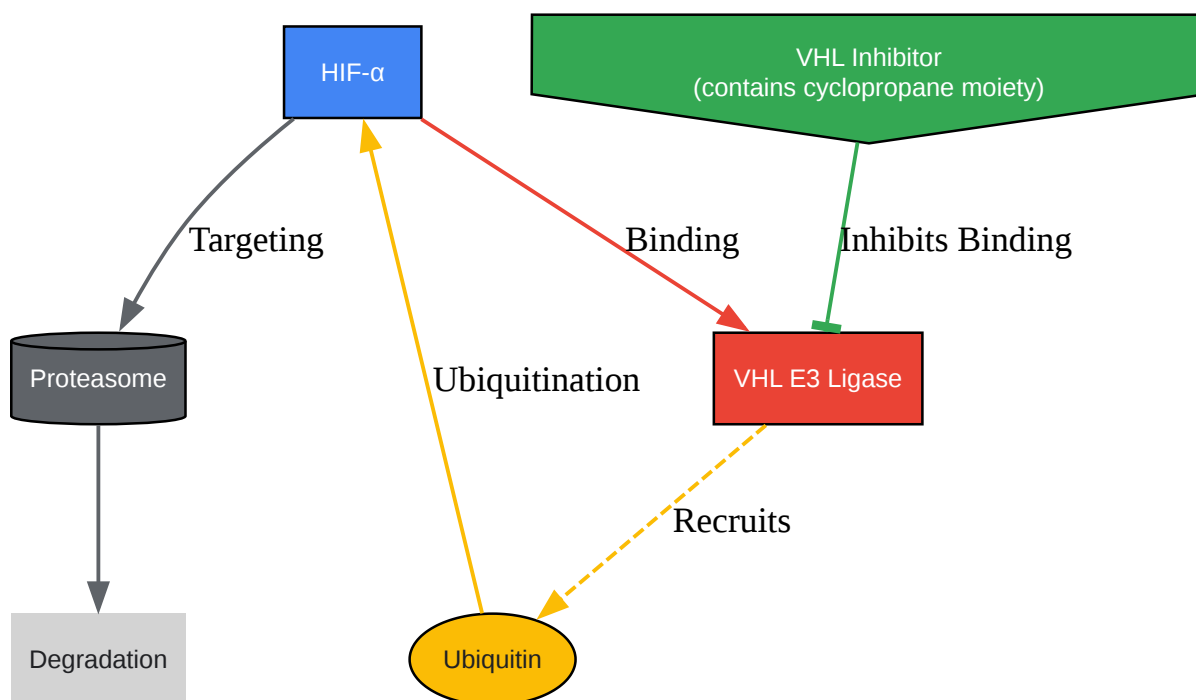 HIF-α
VHL Inhibitor
(contains cyclopropane moiety)
Targeting
Binding
Inhibits Binding
Proteasome
Ubiquitination
VHL E3 Ligase
Recruits
Degradation
Ubiquitin